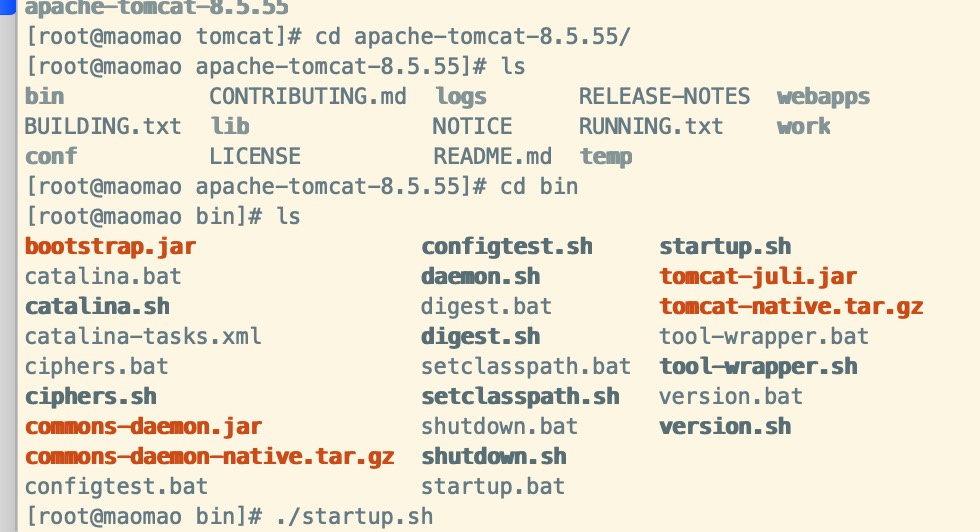 apache-tomcat-8.5.55
[root@maomao tomcat]# cd apache-tomcat-8.5.55/
[root@maomao apache-tomcat-8.5.55]# ls
bin CONTRIBUTING.md logs RELEASE-NOTES webapps
BUILDING.txt lib NOTICE RUNNING.txt work
conf LICENSE README.md temp
[root@maomao apache-tomcat-8.5.55]# cd bin
[root@maomao bin]# ls
bootstrap.jar configtest.sh startup.sh
catalina.bat daemon.sh tomcat-juli.jar
catalina.sh digest.bat tomcat-native.tar.gz
catalina-tasks.xml digest.sh tool-wrapper.bat
ciphers.bat setclasspath.bat tool-wrapper.sh
ciphers.sh setclasspath.sh version.bat
commons-daemon.jar shutdown.bat version.sh
commons-daemon-native.tar.gz shutdown.sh
configtest.bat startup.bat
[root@maomao bin]# ./startup.sh